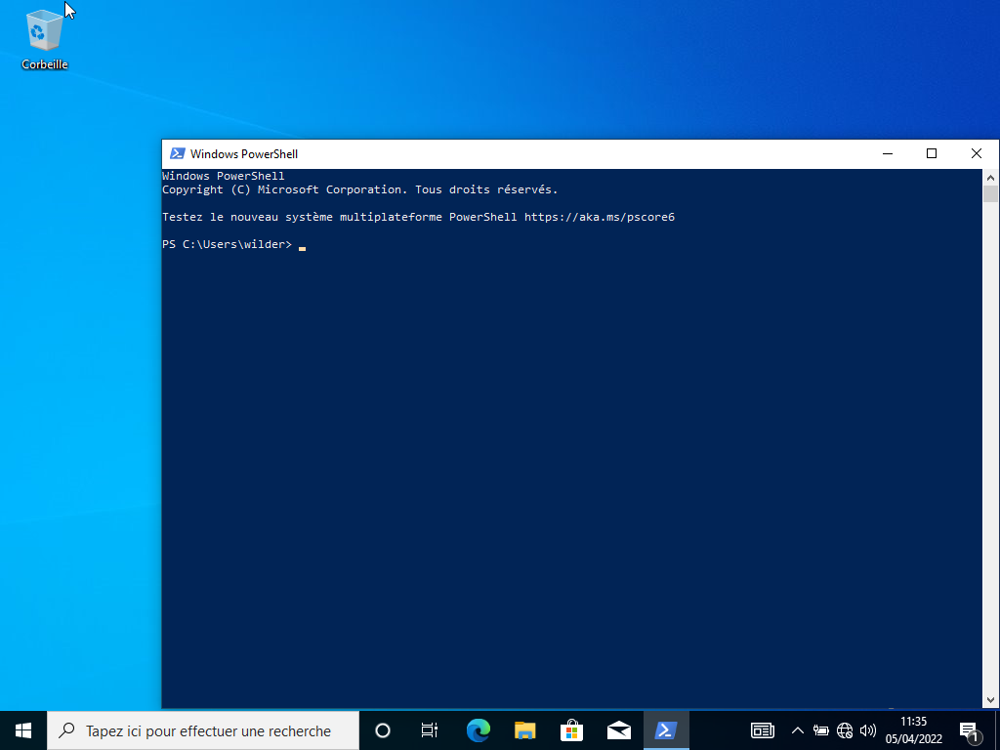 Corbeille
Windows PowerShell
Windows PowerShell
Copyright (C) Microsoft Corporation. Tous droits réservés.
Testez le nouveau système multiplateforme PowerShell https://aka.ms/pscore6
PS C:\Users\wilder>
Tapez ici pour effectuer une recherche
11:35
05/04/2022
1